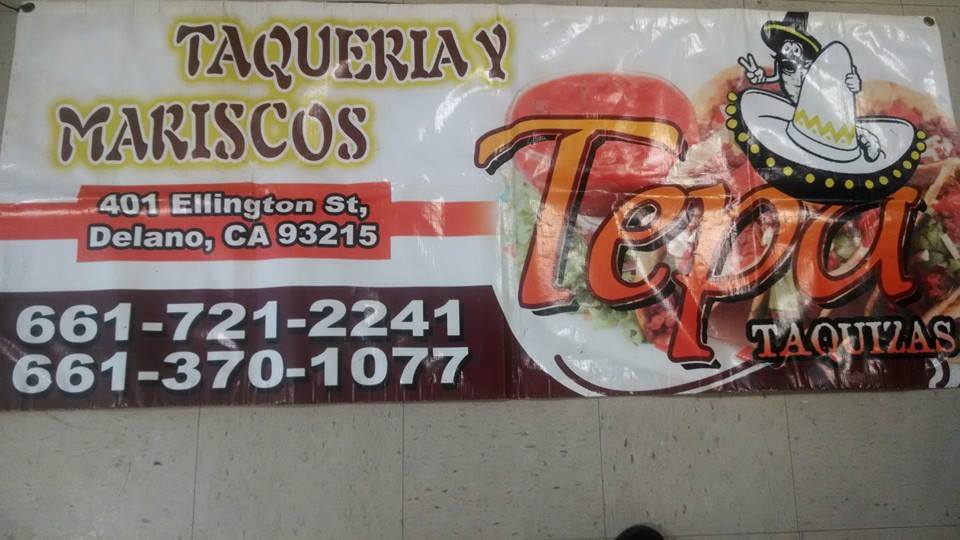 TAQUERIA Y
MARISCOS
401 Ellington St,
Delano, CA 93215
661-721-2241
661-370-1077
Tepa
TAQUIZAS